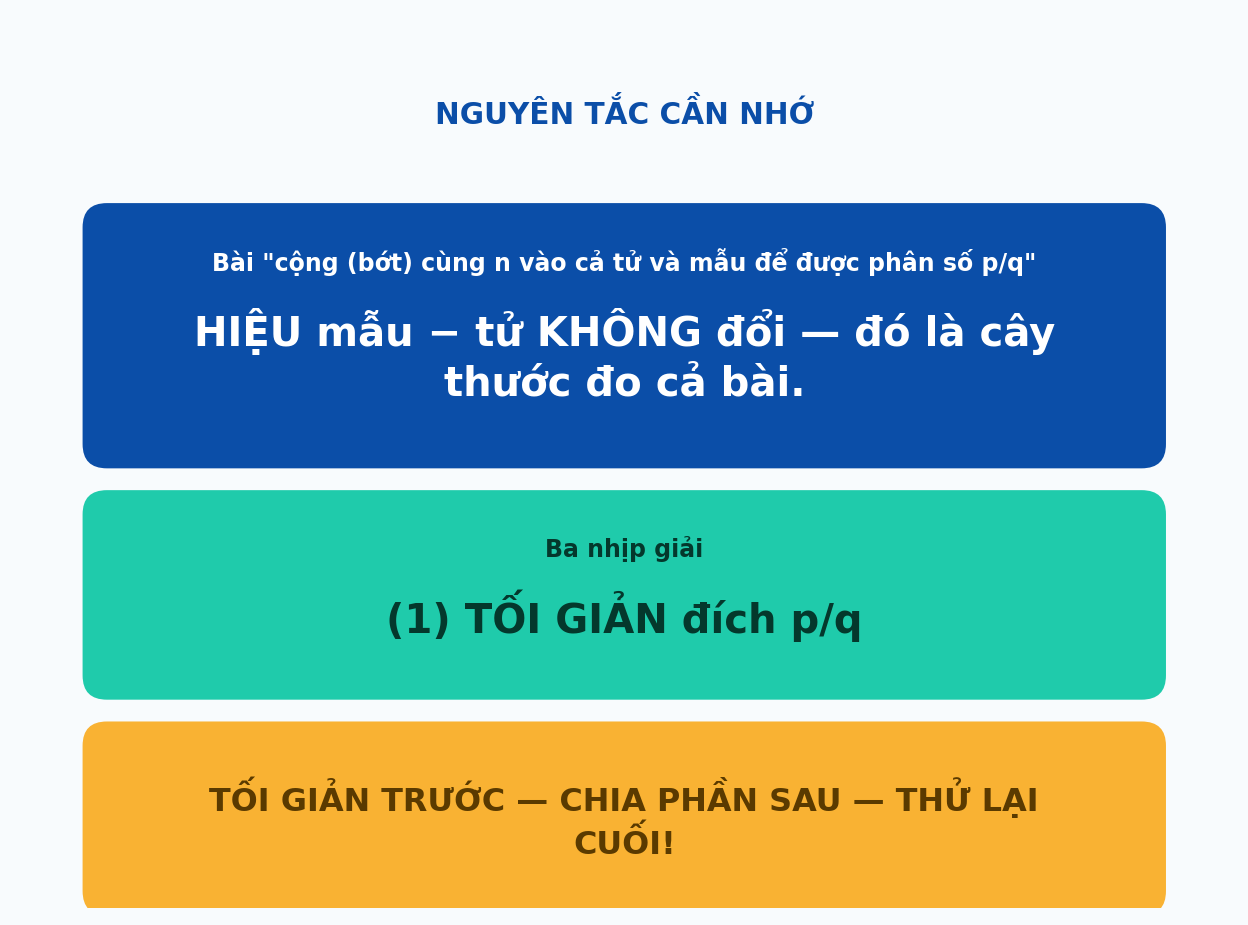 NGUYÊN TẮC CẦN NHỚ
Bài "cộng (bớt) cùng n vào cả tử và mẫu để được phân số p/q"
HIỆU mẫu − tử KHÔNG đổi — đó là cây
thước đo cả bài.
Ba nhịp giải
(1) TỐI GIẢN đích p/q
TỐI GIẢN TRƯỚC — CHIA PHẦN SAU — THỬ LẠI
CUỐI!